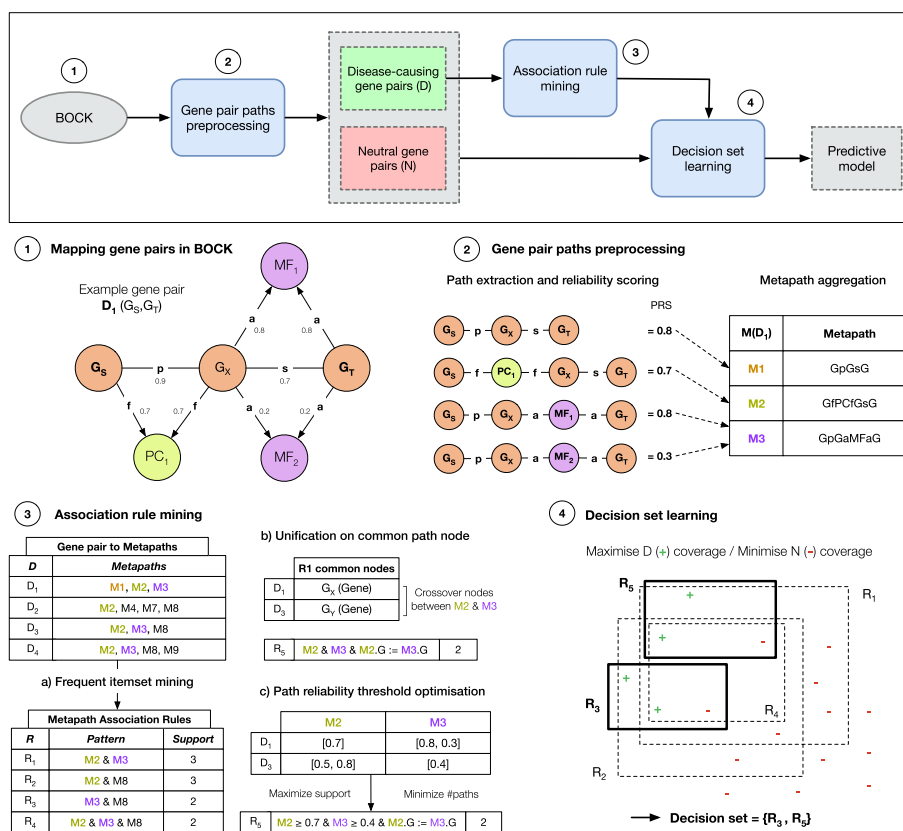 1
2
3
4
BOCK
Gene pair paths
preprocessing
Disease-causing
gene pairs (D)
Neutral gene
pairs (N)
Association rule
mining
Decision set
learning
Predictive
model
1 Mapping gene pairs in BOCK
Example gene pair
D1 (GS,GT)
MF1
a
0.8
a
0.8
GS
p
0.9
GX
s
0.7
GT
f
0.7
f
0.7
a
0.2
a
0.2
PC1
MF2
2 Gene pair paths preprocessing
Path extraction and reliability scoring
Metapath aggregation
PRS
GS p GX s GT = 0.8
GS f PC1 f GX s GT = 0.7
GS p GX a MF1 a GT = 0.8
GS p GX a MF2 a GT = 0.3
M(D1) Metapath
M1 GpGsG
M2 GfPCfGsG
M3 GpGaMFaG
3 Association rule mining
Gene pair to Metapaths
D Metapaths
D1 M1, M2, M3
D2 M2, M4, M7, M8
D3 M2, M3, M8
D4 M2, M3, M8, M9
a) Frequent itemset mining
Metapath Association Rules
R Pattern Support
R1 M2 & M3 3
R2 M2 & M8 3
R3 M3 & M8 2
R4 M2 & M3 & M8 2
b) Unification on common path node
R1 common nodes
D1 GX (Gene)
D3 GY (Gene)
Crossover nodes
between M2 & M3
R5 M2 & M3 & M2.G := M3.G 2
c) Path reliability threshold optimisation
M2 M3
D1 [0.7] [0.8, 0.3]
D3 [0.5, 0.8] [0.4]
Maximize support
Minimize #paths
R5 M2 ≥ 0.7 & M3 ≥ 0.4 & M2.G := M3.G 2
4 Decision set learning
Maximise D (+) coverage / Minimise N (-) coverage
R5
R1
+
+
-
+
+
-
-
-
-
-
-
-
-
-
-
R3
R4
R2
Decision set = {R3 , R5}